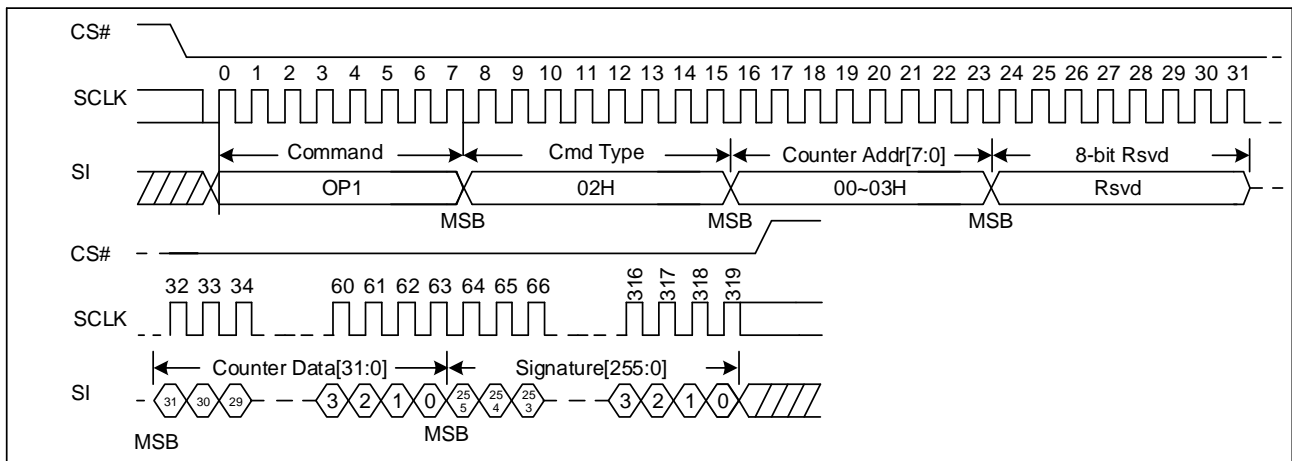 CS#
0 1 2 3 4 5 6 7 8 9 10 11 12 13 14 15 16 17 18 19 20 21 22 23 24 25 26 27 28 29 30 31
SCLK
Command Cmd Type Counter Addr[7:0] 8-bit Rsvd
SI
OP1 02H 00~03H Rsvd
MSB MSB MSB
CS#
32 33 34 60 61 62 63 64 65 66 316 317 318 319
SCLK
Counter Data[31:0] Signature[255:0]
SI
31 30 29 3 2 1 0 255 254 253 3 2 1 0
MSB MSB